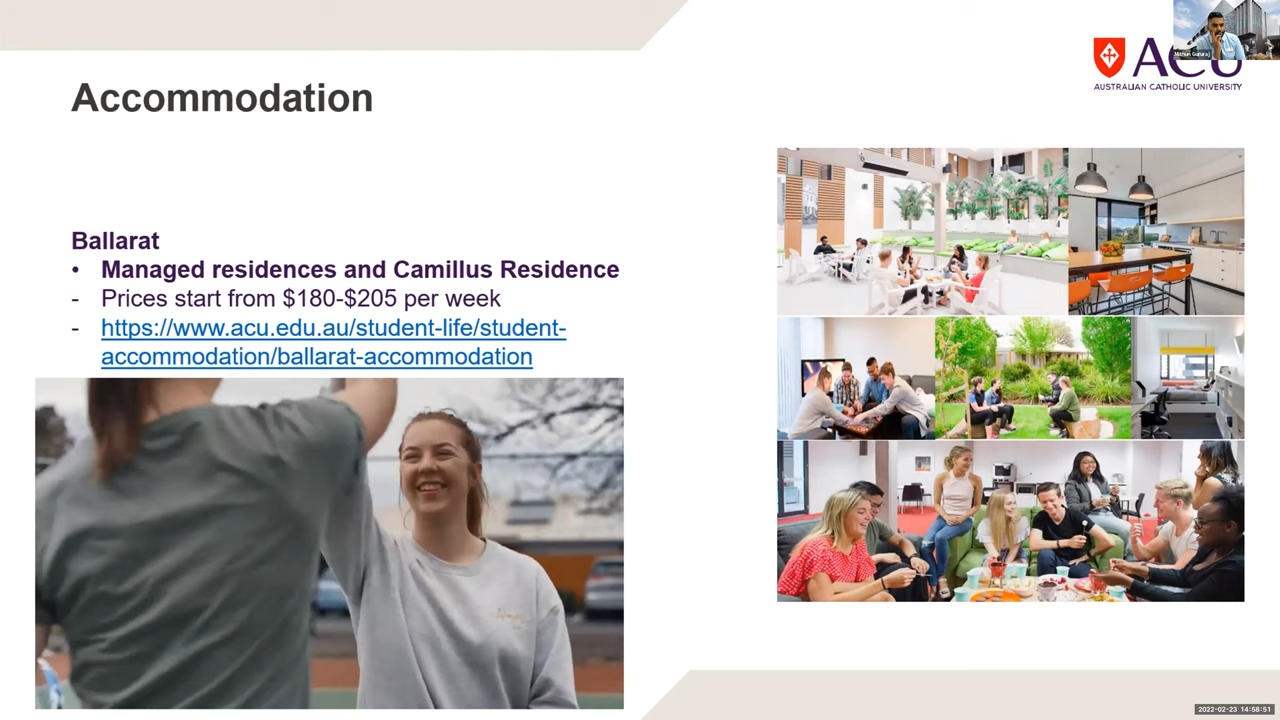 Accommodation
ACU
AUSTRALIAN CATHOLIC UNIVERSITY
Ballarat
• Managed residences and Camillus Residence
- Prices start from $180-$205 per week
- https://www.acu.edu.au/student-life/student-
accommodation/ballarat-accommodation
2022-02-23 14:58:51